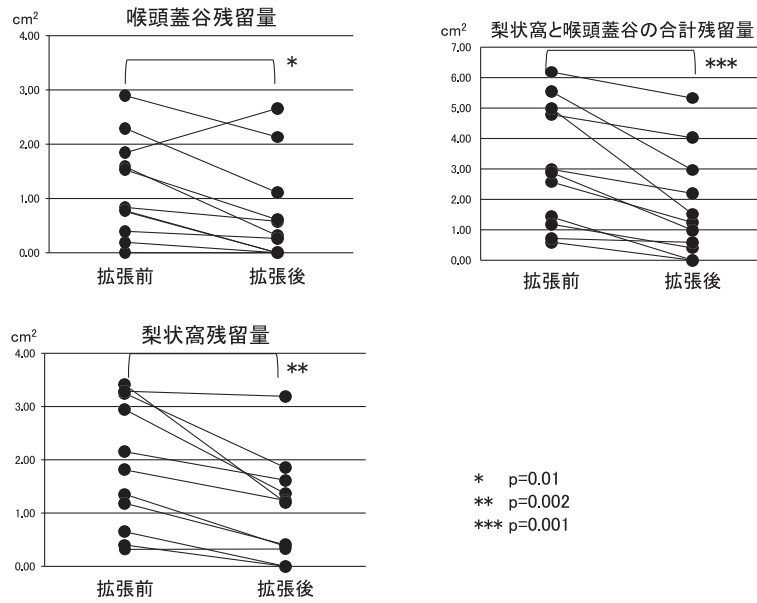 喉頭蓋谷残留量
cm²
4.00
3.00
2.00
1.00
0.00
*
拡張前 拡張後
梨状窩と喉頭蓋谷の合計残留量
cm²
7.00
6.00
5.00
4.00
3.00
2.00
1.00
0.00
***
拡張前 拡張後
梨状窩残留量
cm²
4.00
3.00
2.00
1.00
0.00
**
拡張前 拡張後
* p=0.01
** p=0.002
*** p=0.001